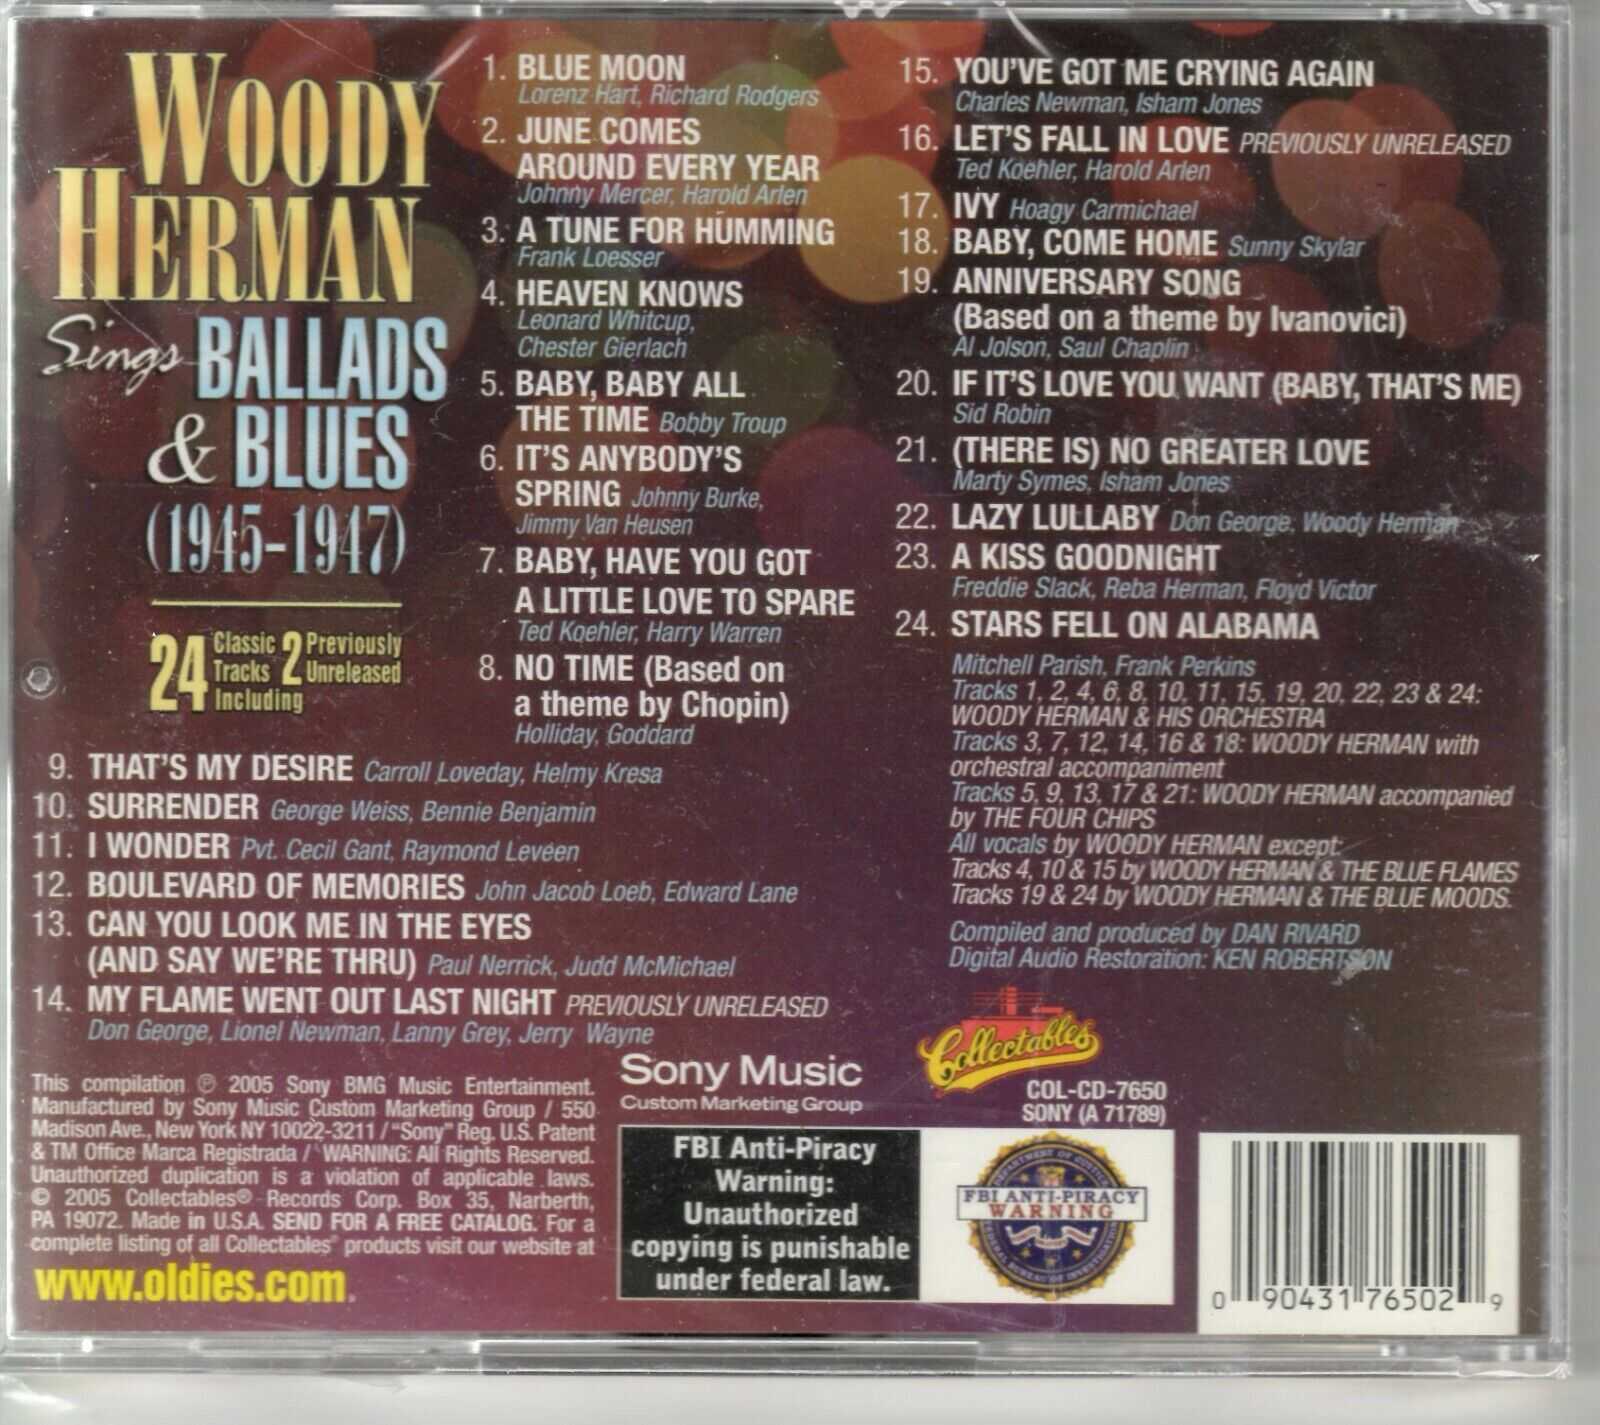 WOODY
HERMAN
Sings BALLADS
& BLUES
(1945-1947)
24 Classic Tracks Including 2 Previously Unreleased
1. BLUE MOON
Lorenz Hart, Richard Rodgers
2. JUNE COMES
AROUND EVERY YEAR
Johnny Mercer, Harold Arlen
3. A TUNE FOR HUMMING
Frank Loesser
4. HEAVEN KNOWS
Leonard Whitcup,
Chester Gierlach
5. BABY, BABY ALL
THE TIME Bobby Troup
6. IT'S ANYBODY'S
SPRING Johnny Burke,
Jimmy Van Heusen
7. BABY, HAVE YOU GOT
A LITTLE LOVE TO SPARE
Ted Koehler, Harry Warren
8. NO TIME (Based on
a theme by Chopin)
Holliday, Goddard
9. THAT'S MY DESIRE Carroll Loveday, Helmy Kresa
10. SURRENDER George Weiss, Bennie Benjamin
11. I WONDER Pvt. Cecil Gant, Raymond Leveen
12. BOULEVARD OF MEMORIES John Jacob Loeb, Edward Lane
13. CAN YOU LOOK ME IN THE EYES
(AND SAY WE'RE THRU) Paul Nerrick, Judd McMichael
14. MY FLAME WENT OUT LAST NIGHT PREVIOUSLY UNRELEASED
Don George, Lionel Newman, Lanny Grey, Jerry Wayne
15. YOU'VE GOT ME CRYING AGAIN
Charles Newman, Isham Jones
16. LET'S FALL IN LOVE PREVIOUSLY UNRELEASED
Ted Koehler, Harold Arlen
17. IVY Hoagy Carmichael
18. BABY, COME HOME Sunny Skylar
19. ANNIVERSARY SONG
(Based on a theme by Ivanovici)
Al Jolson, Saul Chaplin
20. IF IT'S LOVE YOU WANT (BABY, THAT'S ME)
Sid Robin
21. (THERE IS) NO GREATER LOVE
Marty Symes, Isham Jones
22. LAZY LULLABY Don George, Woody Herman
23. A KISS GOODNIGHT
Freddie Slack, Reba Herman, Floyd Victor
24. STARS FELL ON ALABAMA
Mitchell Parish, Frank Perkins
Tracks 1, 2, 4, 6, 8, 10, 11, 15, 19, 20, 22, 23 & 24:
WOODY HERMAN & HIS ORCHESTRA
Tracks 3, 7, 12, 14, 16 & 18: WOODY HERMAN with
orchestral accompaniment
Tracks 5, 9, 13, 17 & 21: WOODY HERMAN accompanied
by THE FOUR CHIPS
All vocals by WOODY HERMAN except:
Tracks 4, 10 & 15 by WOODY HERMAN & THE BLUE FLAMES
Tracks 19 & 24 by WOODY HERMAN & THE BLUE MOODS.
Compiled and produced by DAN RIVARD
Digital Audio Restoration: KEN ROBERTSON
This compilation ℗ 2005 Sony BMG Music Entertainment.
Manufactured by Sony Music Custom Marketing Group / 550
Madison Ave., New York NY 10022-3211 / "Sony" Reg. U.S. Patent
& TM Office Marca Registrada / WARNING: All Rights Reserved.
Unauthorized duplication is a violation of applicable laws.
© 2005 Collectables® Records Corp. Box 35, Narberth,
PA 19072. Made in U.S.A. SEND FOR A FREE CATALOG. For a
complete listing of all Collectables® products visit our website at
www.oldies.com
Sony Music
Custom Marketing Group
Collectables
COL-CD-7650
SONY (A 71789)
FBI Anti-Piracy
Warning:
Unauthorized
copying is punishable
under federal law.
FBI ANTI-PIRACY
WARNING
0 90431 76502 9